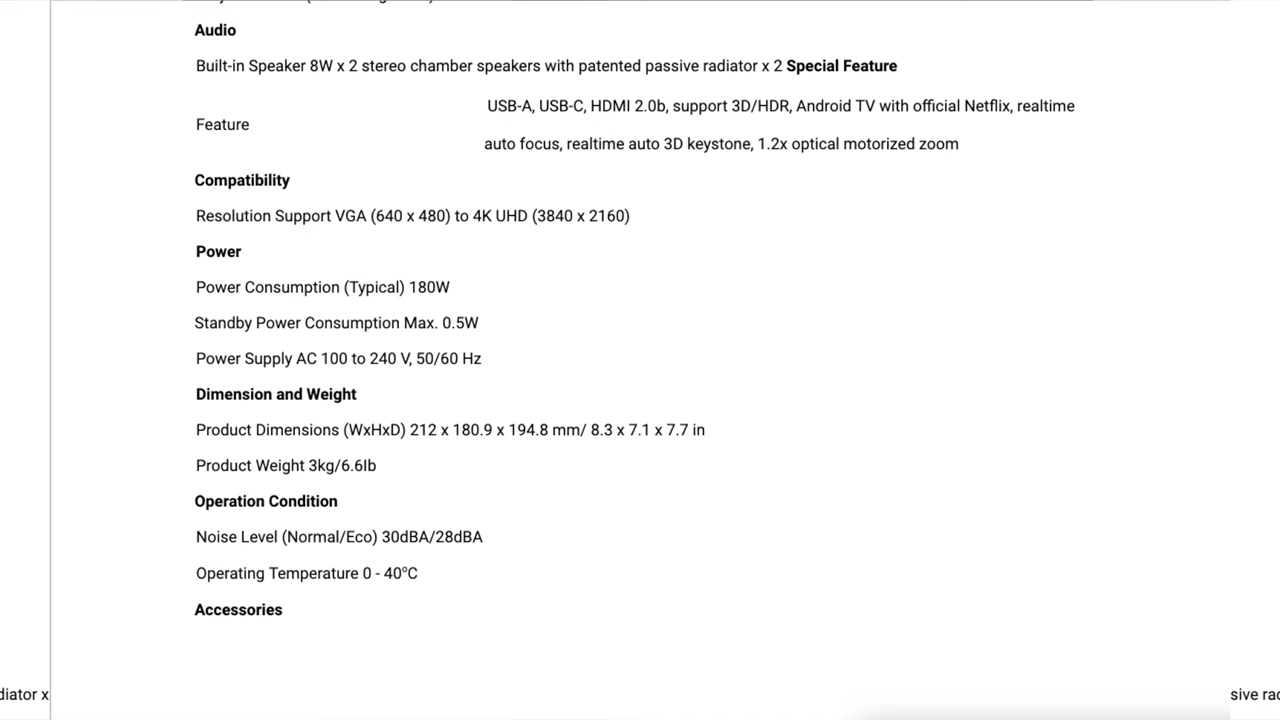 Audio
Built-in Speaker 8W x 2 stereo chamber speakers with patented passive radiator x 2 Special Feature
USB-A, USB-C, HDMI 2.0b, support 3D/HDR, Android TV with official Netflix, realtime
Feature
auto focus, realtime auto 3D keystone, 1.2x optical motorized zoom
Compatibility
Resolution Support VGA (640 x 480) to 4K UHD (3840 x 2160)
Power
Power Consumption (Typical) 180W
Standby Power Consumption Max. 0.5W
Power Supply AC 100 to 240 V, 50/60 Hz
Dimension and Weight
Product Dimensions (WxHxD) 212 x 180.9 x 194.8 mm/ 8.3 x 7.1 x 7.7 in
Product Weight 3kg/6.6lb
Operation Condition
Noise Level (Normal/Eco) 30dBA/28dBA
Operating Temperature 0 - 40°C
Accessories
diator x
sive rad